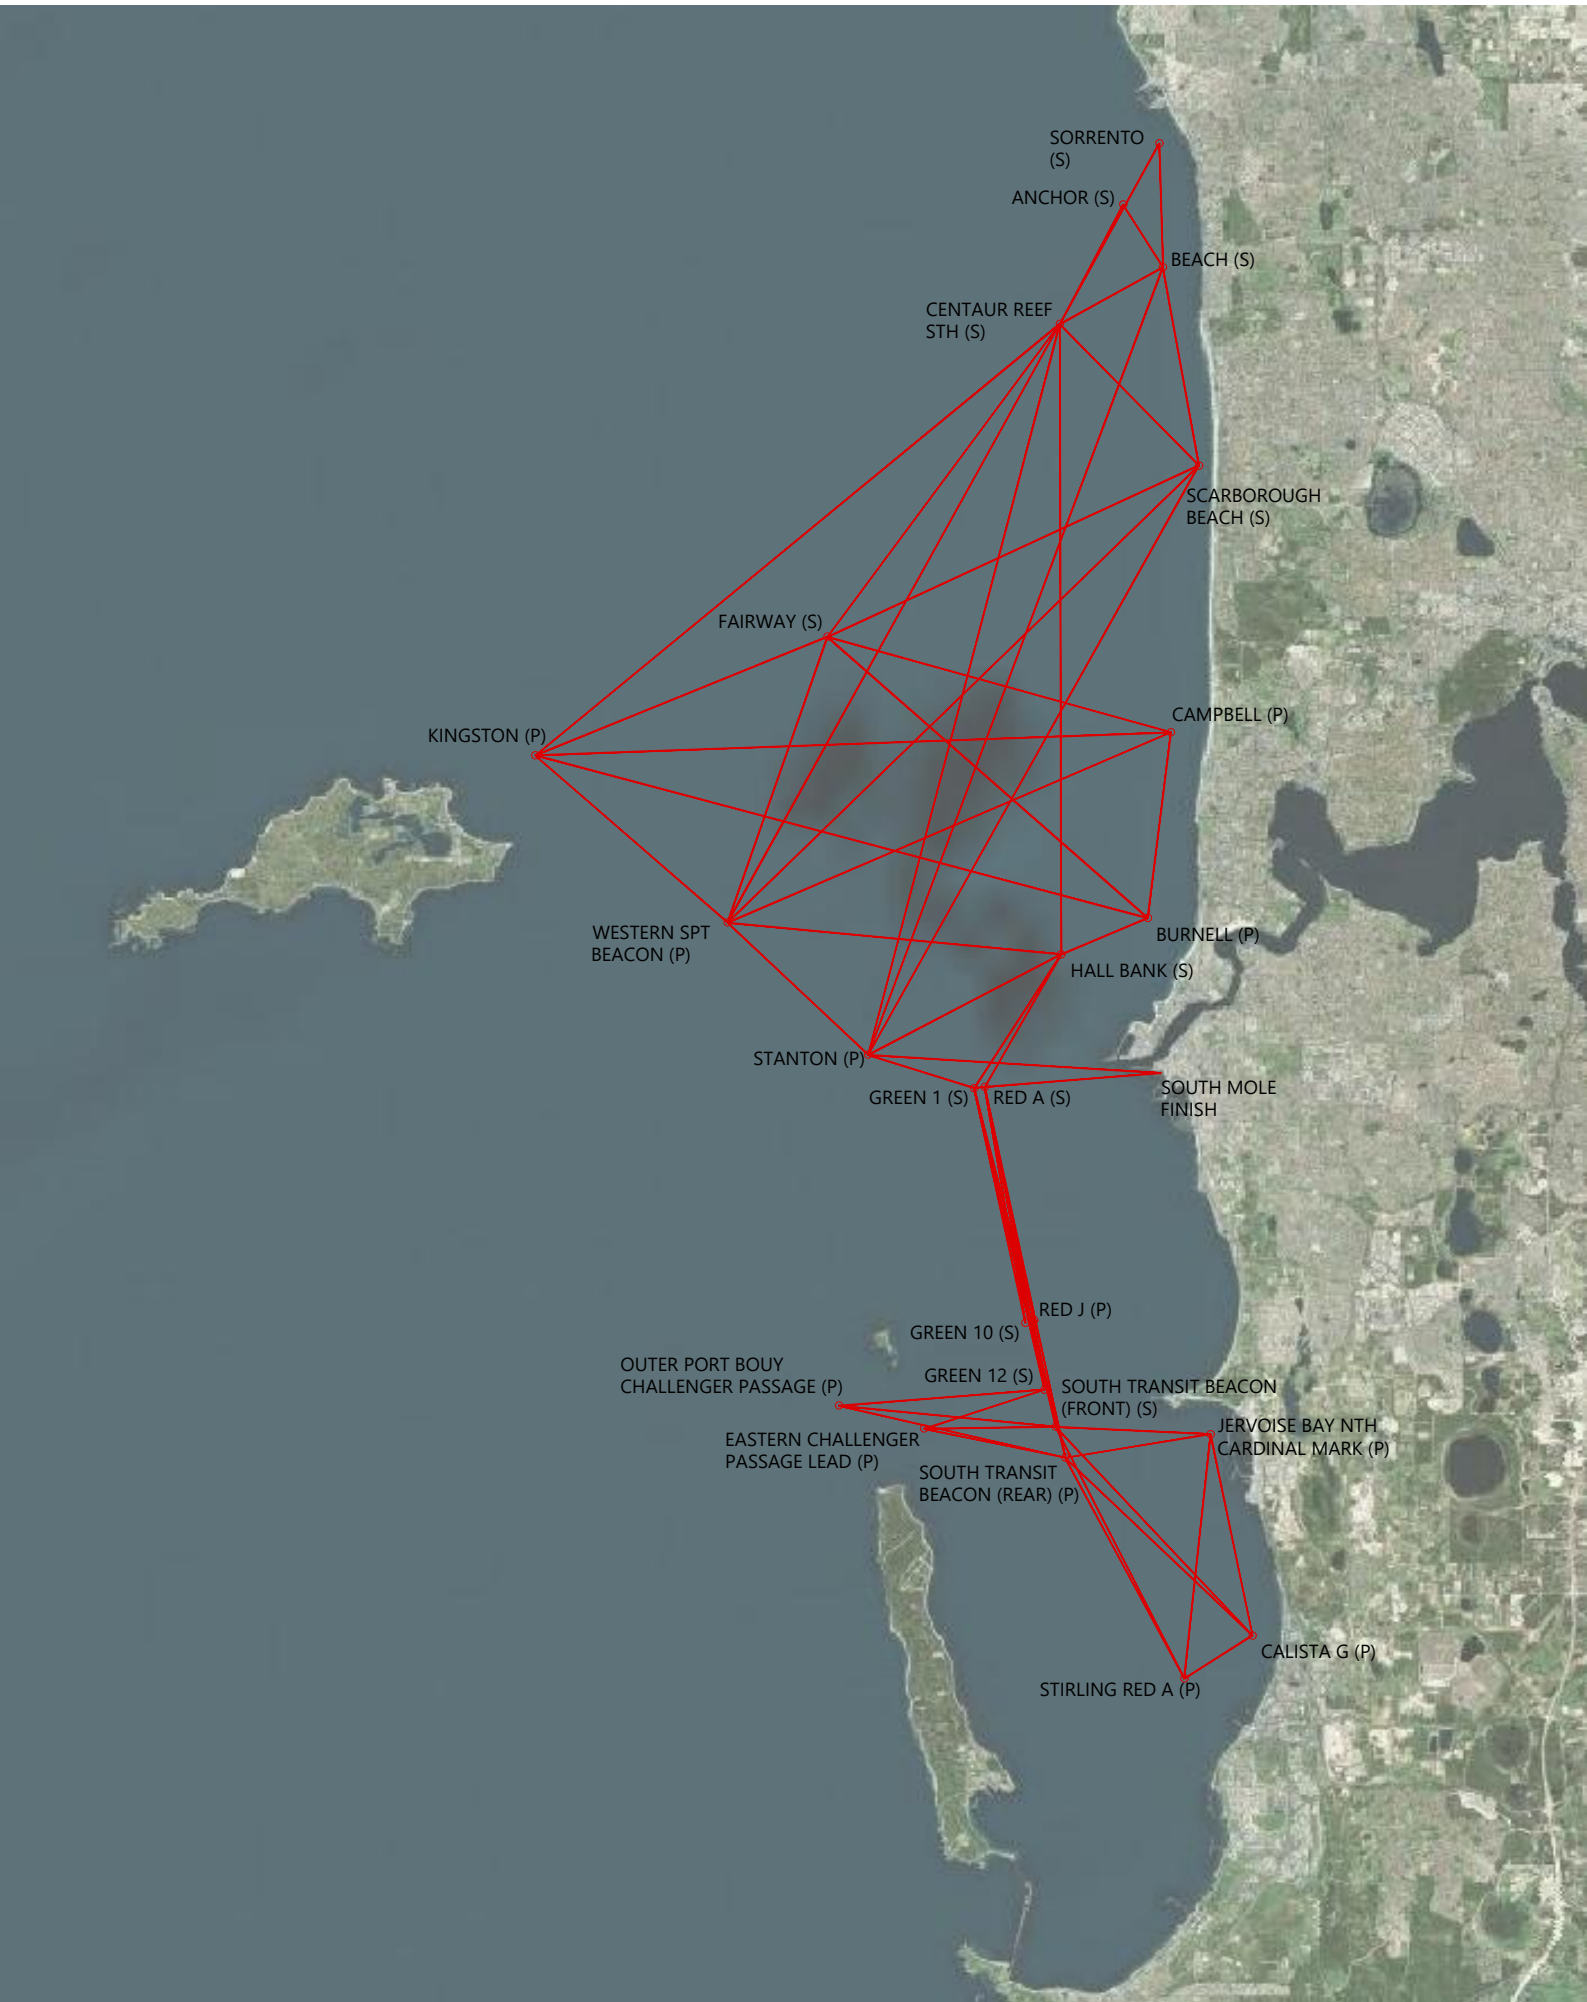 SORRENTO
(S)
ANCHOR (S)
BEACH (S)
CENTAUR REEF
STH (S)
SCARBOROUGH
BEACH (S)
FAIRWAY (S)
CAMPBELL (P)
KINGSTON (P)
WESTERN SPT
BEACON (P)
BURNELL (P)
HALL BANK (S)
STANTON (P)
GREEN 1 (S)
RED A (S)
SOUTH MOLE
FINISH
RED J (P)
GREEN 10 (S)
OUTER PORT BOUY
CHALLENGER PASSAGE (P)
GREEN 12 (S)
SOUTH TRANSIT BEACON
(FRONT) (S)
JERVOISE BAY NTH
CARDINAL MARK (P)
EASTERN CHALLENGER
PASSAGE LEAD (P)
SOUTH TRANSIT
BEACON (REAR) (P)
CALISTA G (P)
STIRLING RED A (P)